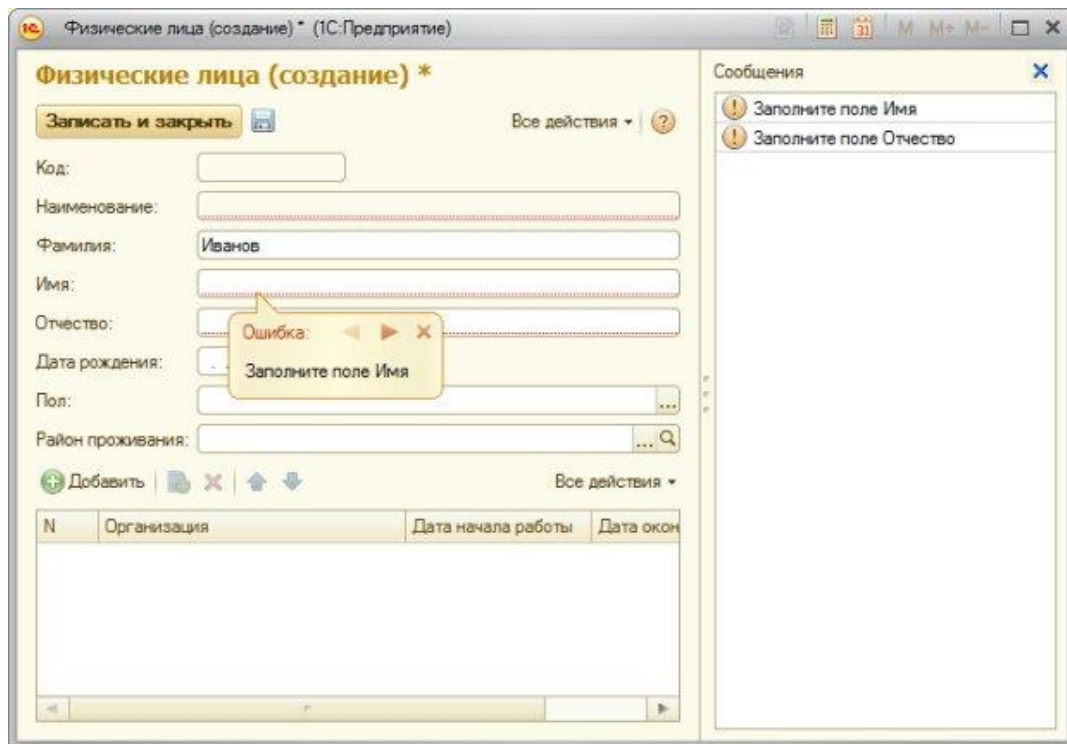 1С Физические лица (создание) * (1С:Предприятие) 31 M M+ M-
Физические лица (создание) *
Записать и закрыть Все действия ?
Код:
Наименование:
Фамилия: Иванов
Имя:
Отчество:
Ошибка:
Заполните поле Имя
Дата рождения: . .
Пол: ...
Район проживания: ...
Добавить Все действия
N Организация Дата начала работы Дата окон
Сообщения
! Заполните поле Имя
! Заполните поле Отчество